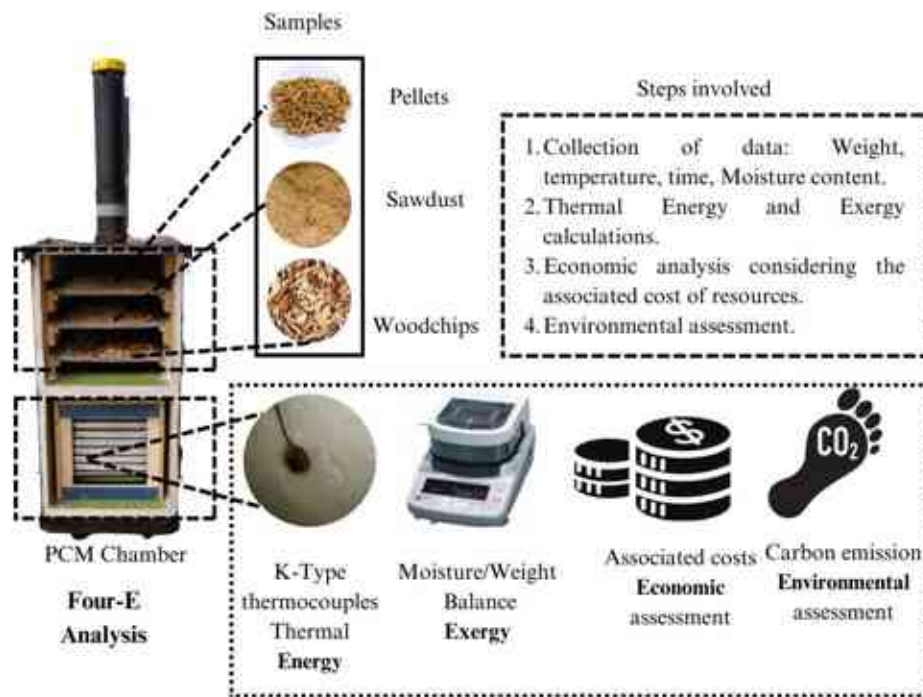 Samples
Pellets
Sawdust
Woodchips
Steps involved
1. Collection of data: Weight,
temperature, time, Moisture content.
2. Thermal Energy and Exergy
calculations.
3. Economic analysis considering the
associated cost of resources.
4. Environmental assessment.
PCM Chamber
Four-E
Analysis
K-Type
thermocouples
Thermal
Energy
Moisture/Weight
Balance
Exergy
$
Associated costs
Economic
assessment
CO2
Carbon emission
Environmental
assessment